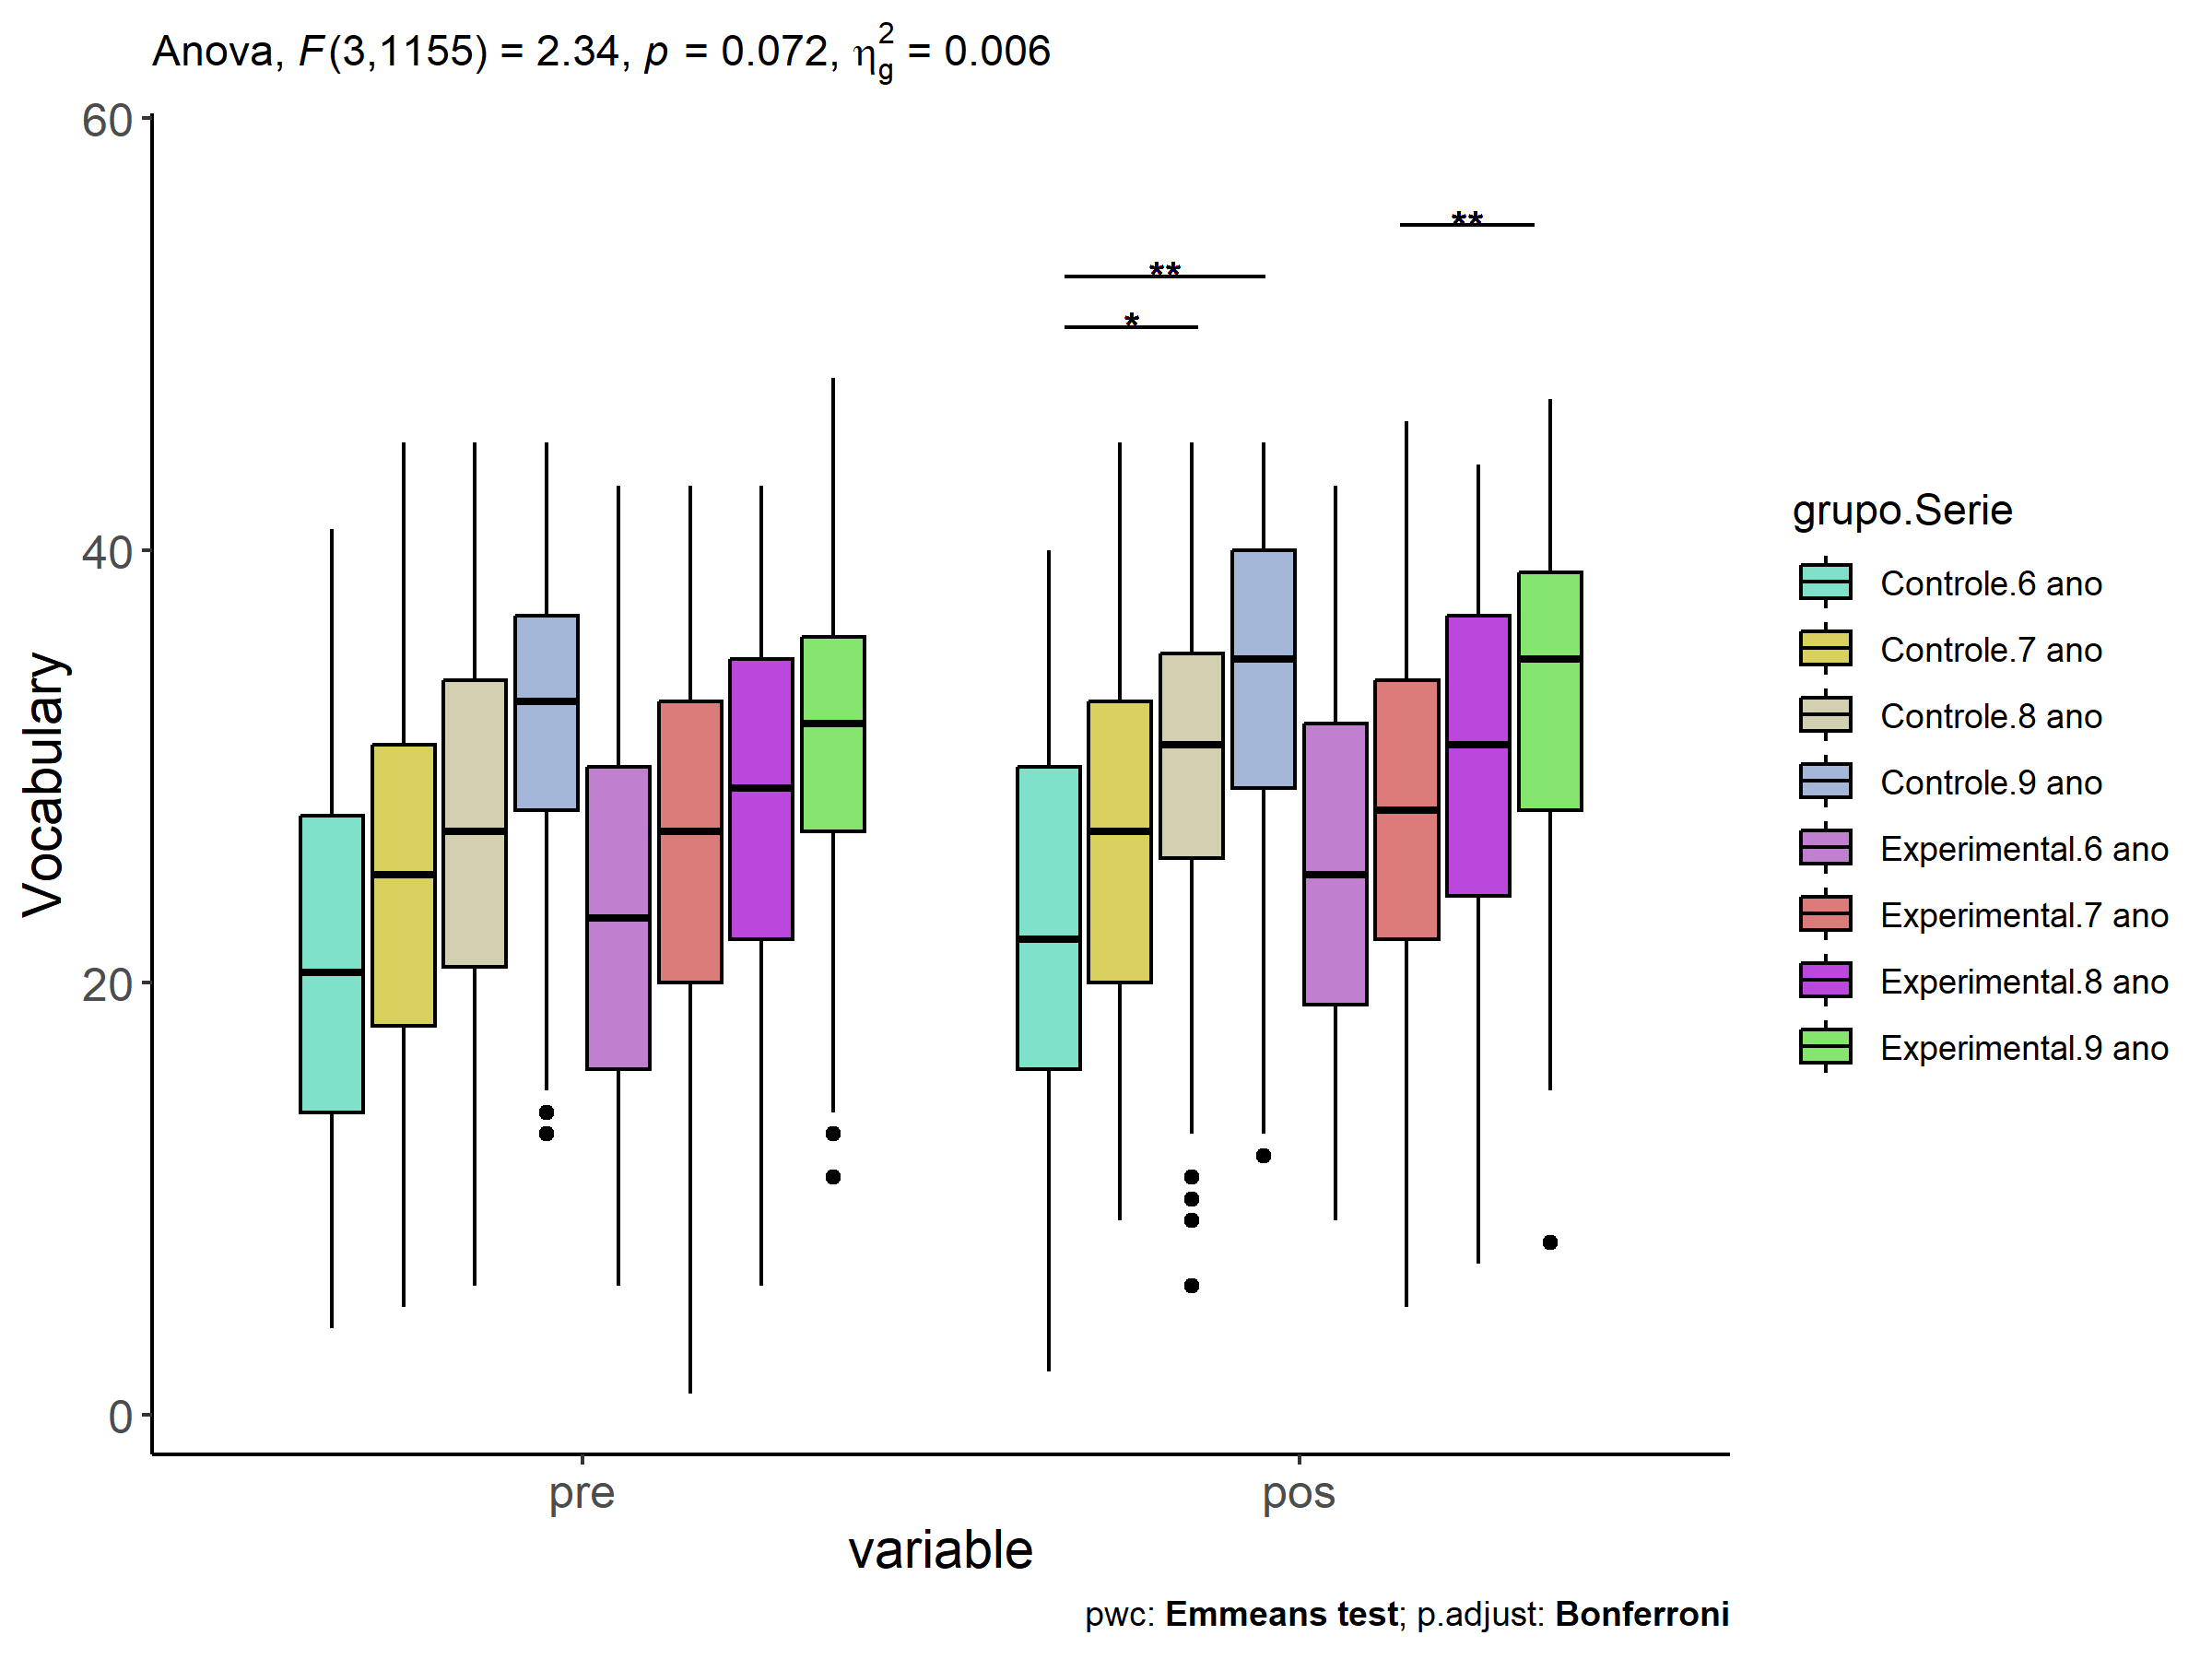 Anova, F(3,1155) = 2.34, p = 0.072, η²g = 0.006
60
40
20
0
Vocabulary
**
**
*
pre
pos
variable
grupo.Serie
Controle.6 ano
Controle.7 ano
Controle.8 ano
Controle.9 ano
Experimental.6 ano
Experimental.7 ano
Experimental.8 ano
Experimental.9 ano
pwc: Emmeans test; p.adjust: Bonferroni